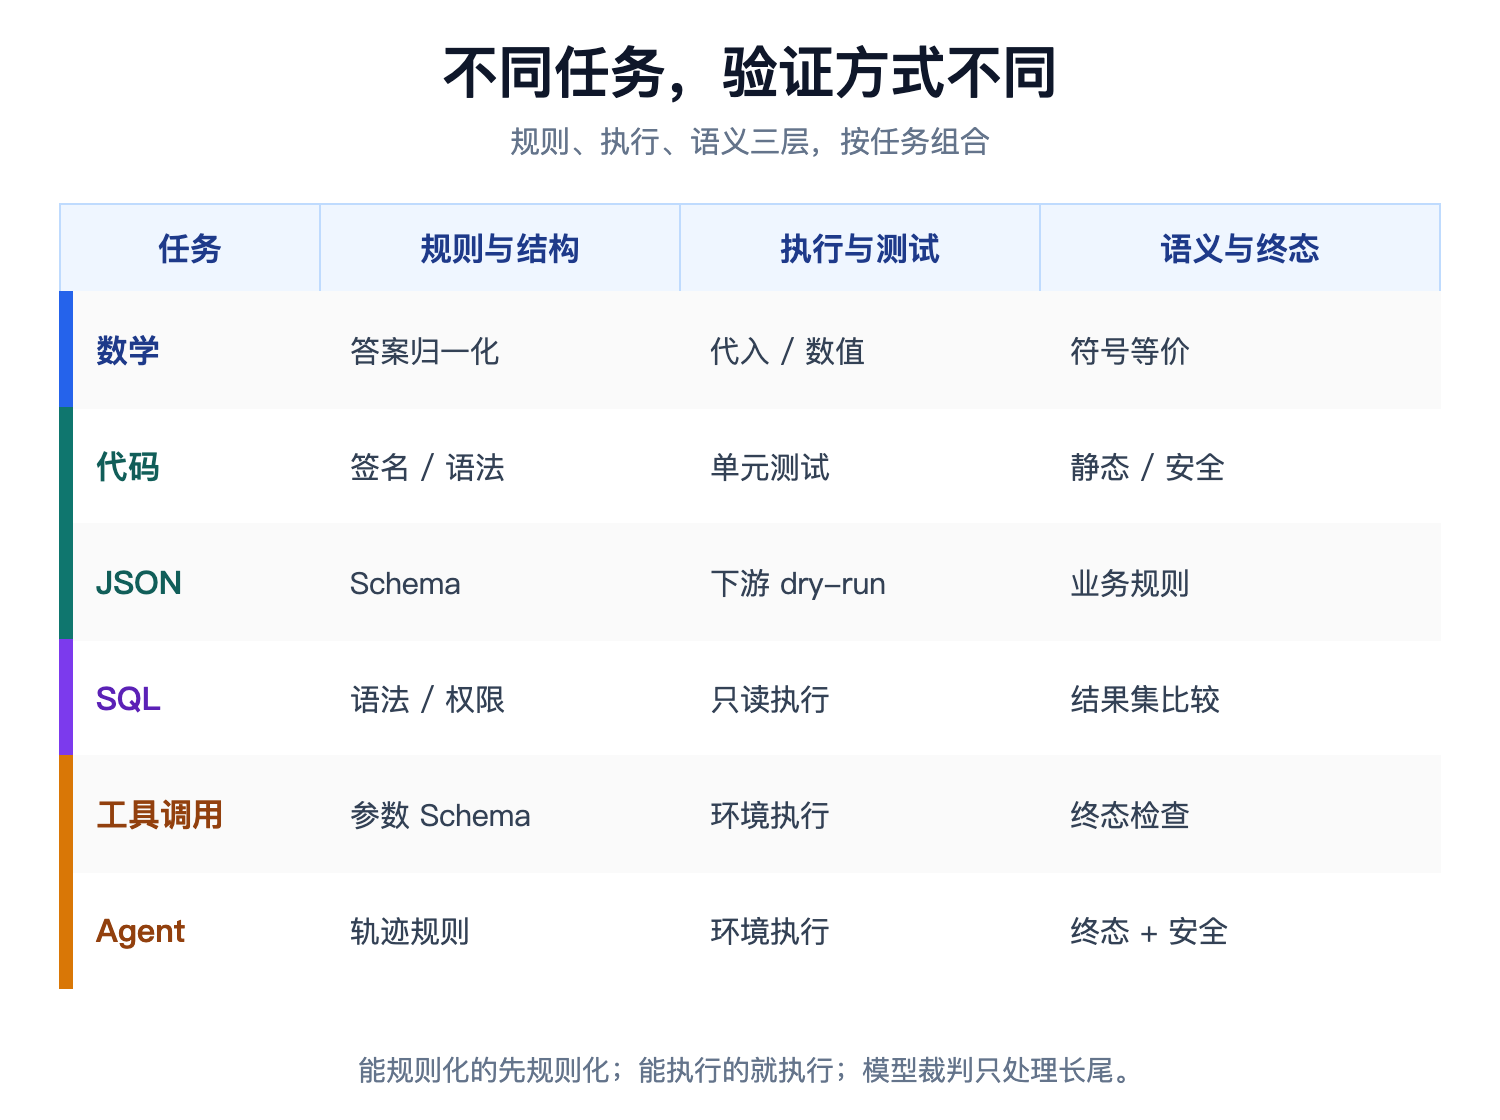 不同任务，验证方式不同
规则、执行、语义三层，按任务组合
任务 规则与结构 执行与测试 语义与终态
数学 答案归一化 代入 / 数值 符号等价
代码 签名 / 语法 单元测试 静态 / 安全
JSON Schema 下游 dry-run 业务规则
SQL 语法 / 权限 只读执行 结果集比较
工具调用 参数 Schema 环境执行 终态检查
Agent 轨迹规则 环境执行 终态 + 安全
能规则化的先规则化；能执行的就执行；模型裁判只处理长尾。